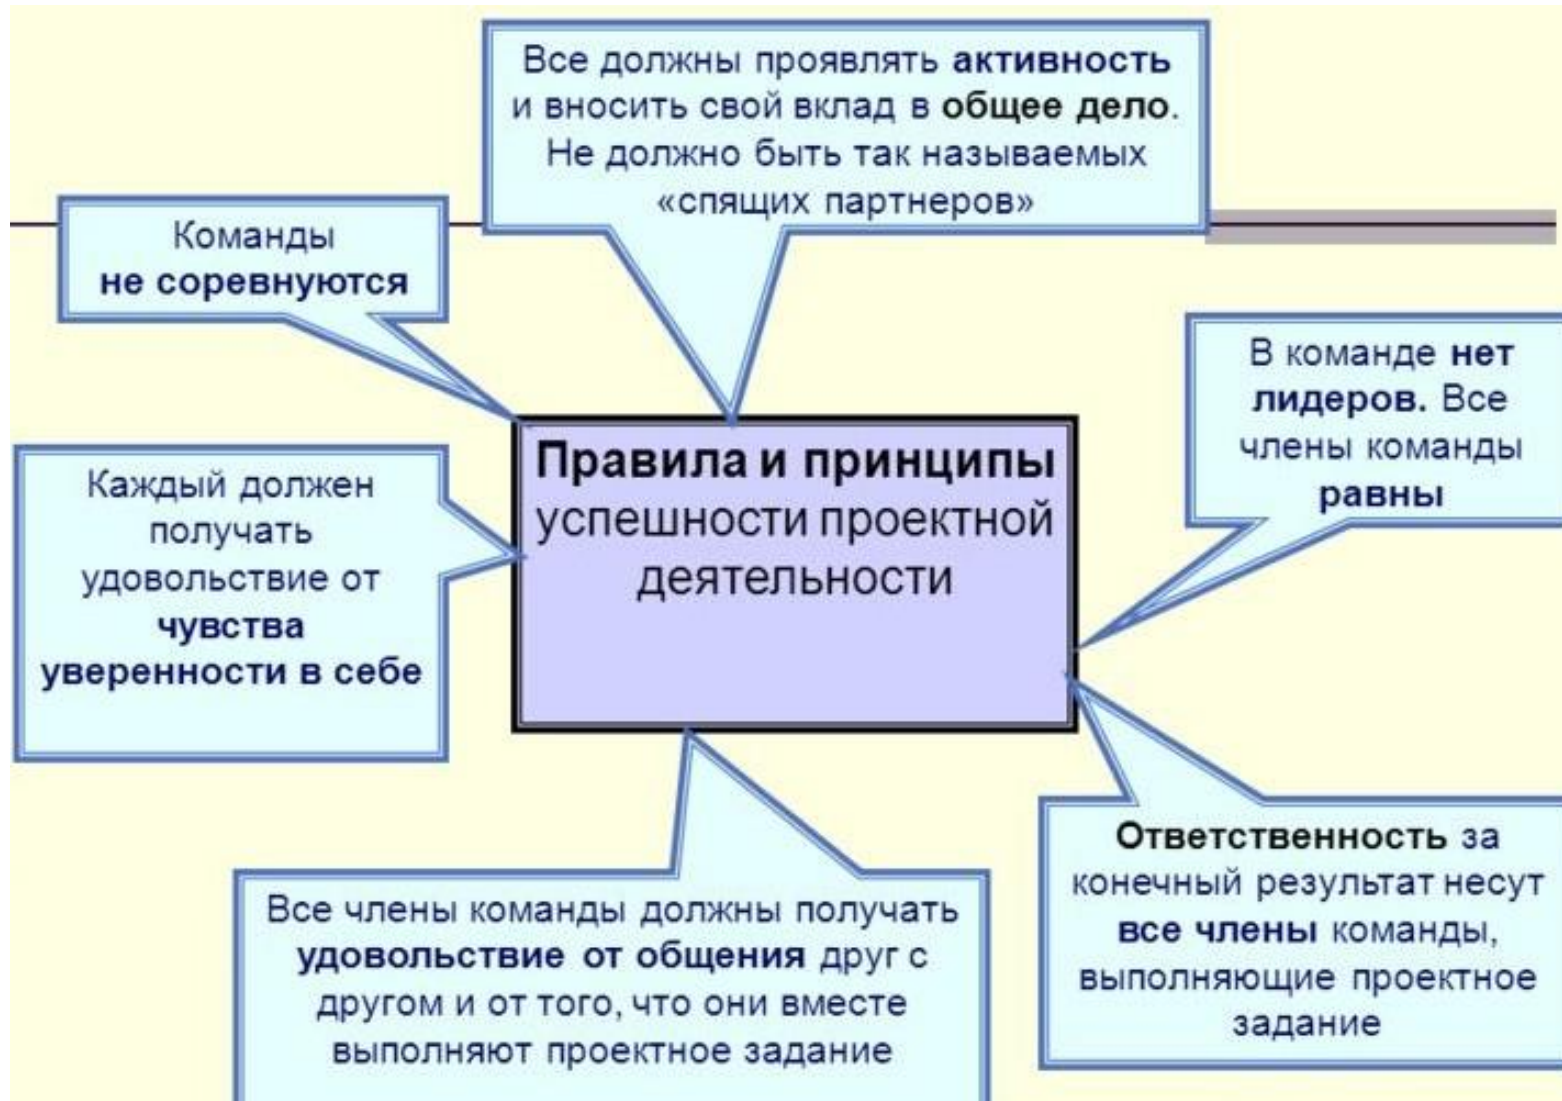 Все должны проявлять активность
и вносить свой вклад в общее дело.
Не должно быть так называемых
«спящих партнеров»
Команды
не соревнуются
В команде нет
лидеров. Все
члены команды
равны
Правила и принципы
успешности проектной
деятельности
Каждый должен
получать
удовольствие от
чувства
уверенности в себе
Ответственность за
конечный результат несут
все члены команды,
выполняющие проектное
задание
Все члены команды должны получать
удовольствие от общения друг с
другом и от того, что они вместе
выполняют проектное задание